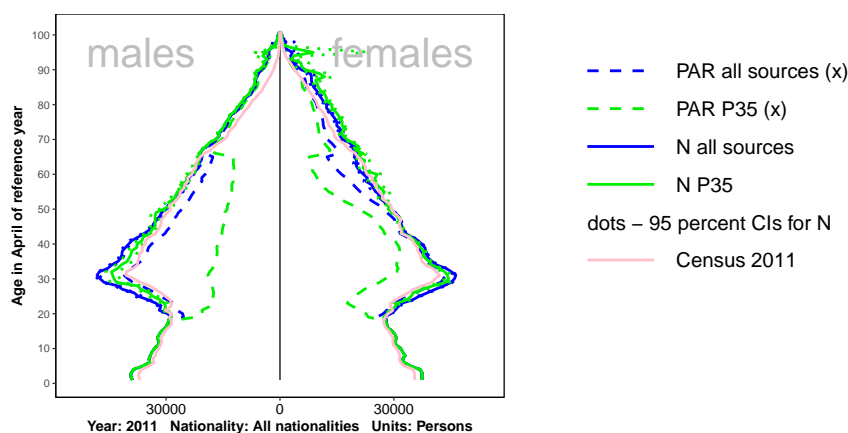 males
females
Age in April of reference year
100
90
80
70
60
50
40
30
20
10
0
30000
0
30000
Year: 2011 Nationality: All nationalities Units: Persons
PAR all sources (x)
PAR P35 (x)
N all sources
N P35
dots − 95 percent CIs for N
Census 2011